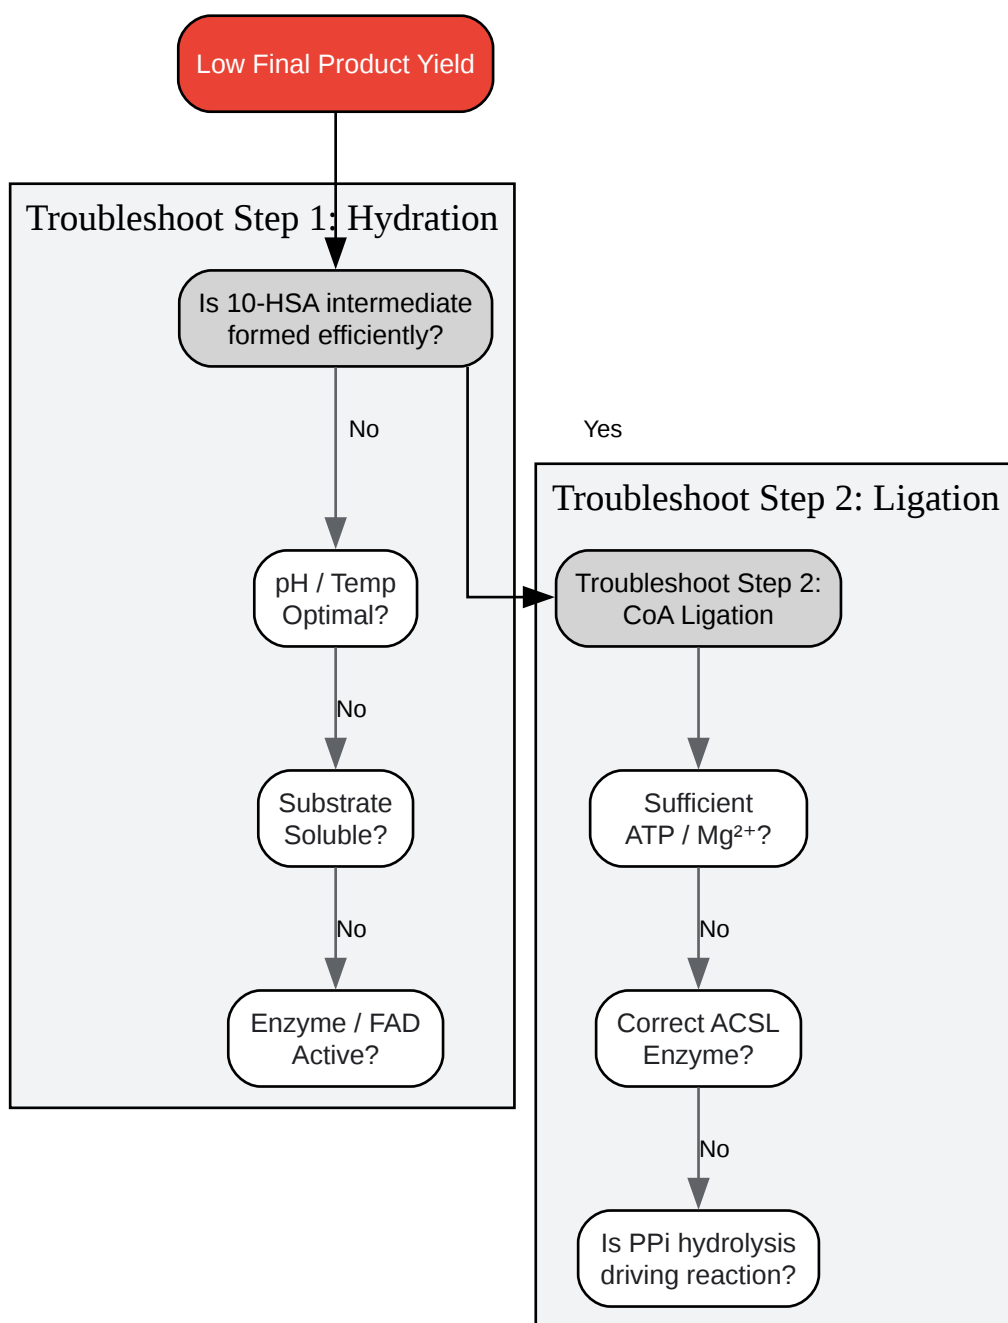 Low Final Product Yield
Troubleshoot Step 1: Hydration
Is 10-HSA intermediate
formed efficiently?
No
Yes
Troubleshoot Step 2: Ligation
pH / Temp
Optimal?
Troubleshoot Step 2:
CoA Ligation
No
Substrate
Soluble?
Sufficient
ATP / Mg²⁺?
No
No
Enzyme / FAD
Active?
Correct ACSL
Enzyme?
No
Is PPi hydrolysis
driving reaction?